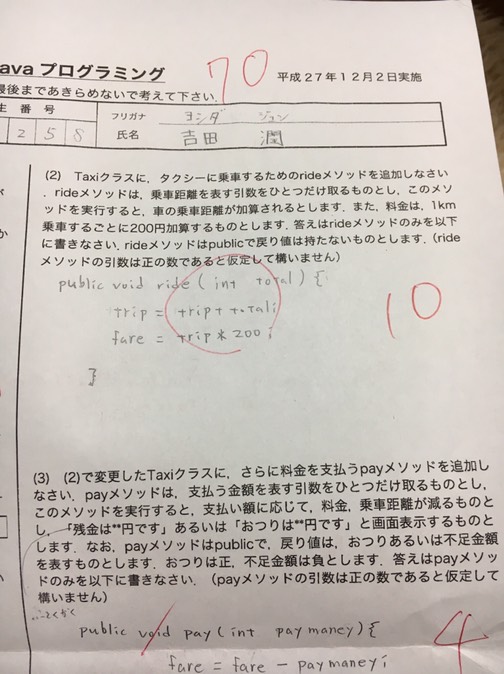 ava プログラミング
70
平成27年12月2日実施
最後まであきらめないで考えて下さい.
生 番 号
2 5 8
フリガナ
ヨシダ ジュン
氏名
吉田 潤
(2) Taxiクラスに，タクシーに乗車するためのrideメソッドを追加しなさい
．rideメソッドは，乗車距離を表す引数をひとつだけ取るものとし，このメソ
ッドを実行すると，車の乗車距離が加算されるとします．また，料金は，1km
乗車するごとに200円加算するものとします．答えはrideメソッドのみを以下
に書きなさい．rideメソッドはpublicで戻り値は持たないものとします．(ride
メソッドの引数は正の数であると仮定して構いません)
public void ride( int total) {
trip = trip + total;
fare = trip * 200;
}
10
(3) (2)で変更したTaxiクラスに，さらに料金を支払うpayメソッドを追加し
なさい．payメソッドは，支払う金額を表す引数をひとつだけ取るものとし，
このメソッドを実行すると，支払い額に応じて，料金，乗車距離が減るものと
し，「残金は**円です」あるいは「おつりは**円です」と画面表示するものと
します．なお，payメソッドはpublicで，戻り値は，おつりあるいは不足金額
を表すものとします．おつりは正，不足金額は負とします．答えはpayメソッ
ドのみを以下に書きなさい．(payメソッドの引数は正の数であると仮定して
構いません)
public void pay(int paymaney){
4
fare = fare - paymaney;